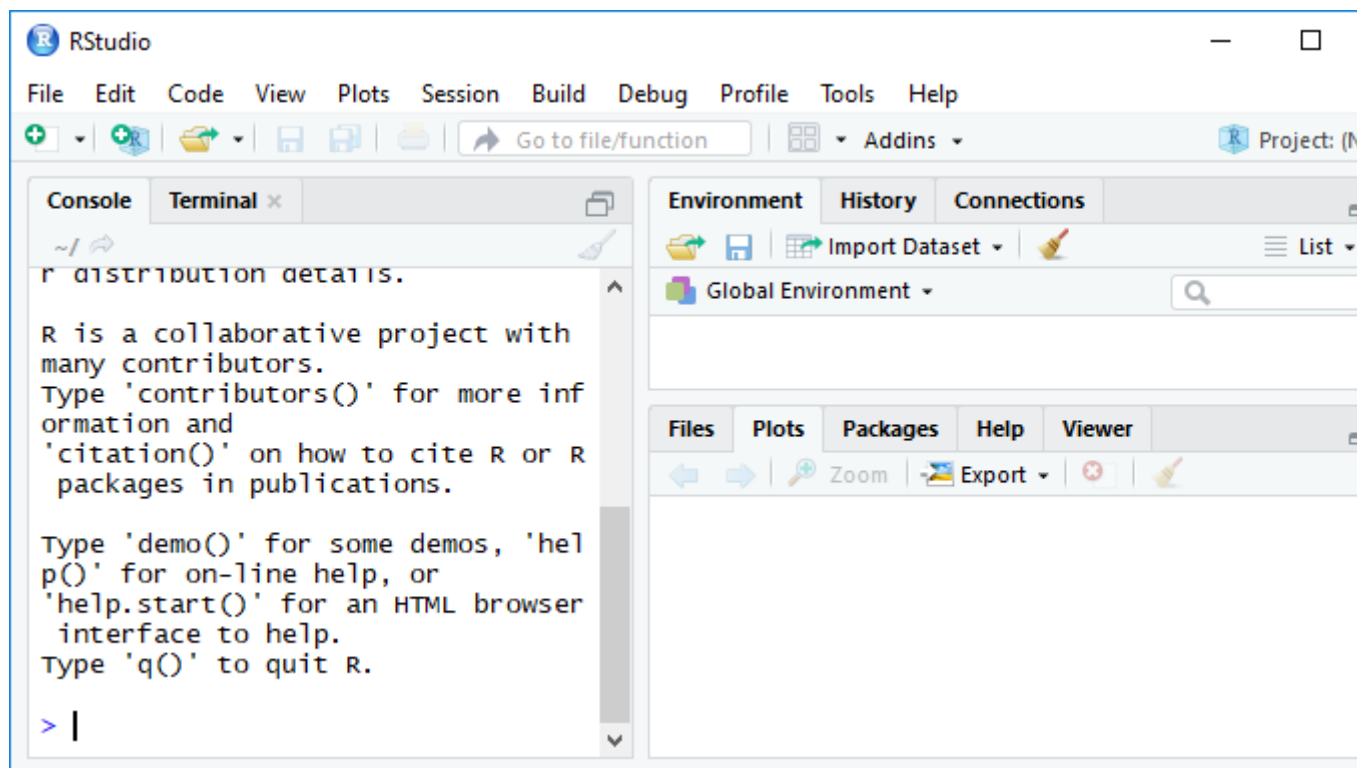 RStudio
File Edit Code View Plots Session Build Debug Profile Tools Help
Go to file/function Addins Project: (N
Console Terminal
~/
r distribution details.
R is a collaborative project with
many contributors.
Type 'contributors()' for more inf
ormation and
'citation()' on how to cite R or R
packages in publications.
Type 'demo()' for some demos, 'hel
p()' for on-line help, or
'help.start()' for an HTML browser
interface to help.
Type 'q()' to quit R.
>
Environment History Connections
Import Dataset List
Global Environment
Files Plots Packages Help Viewer
Zoom Export